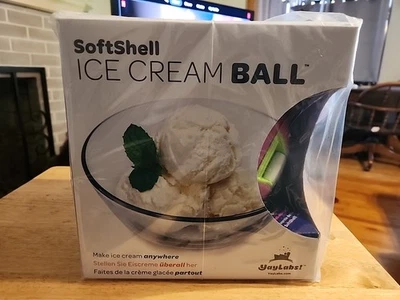 SoftShell
ICE CREAM BALL™
Make ice cream anywhere
Stellen Sie Eiscreme überall her
Faites de la crème glacée partout
YayLabs!